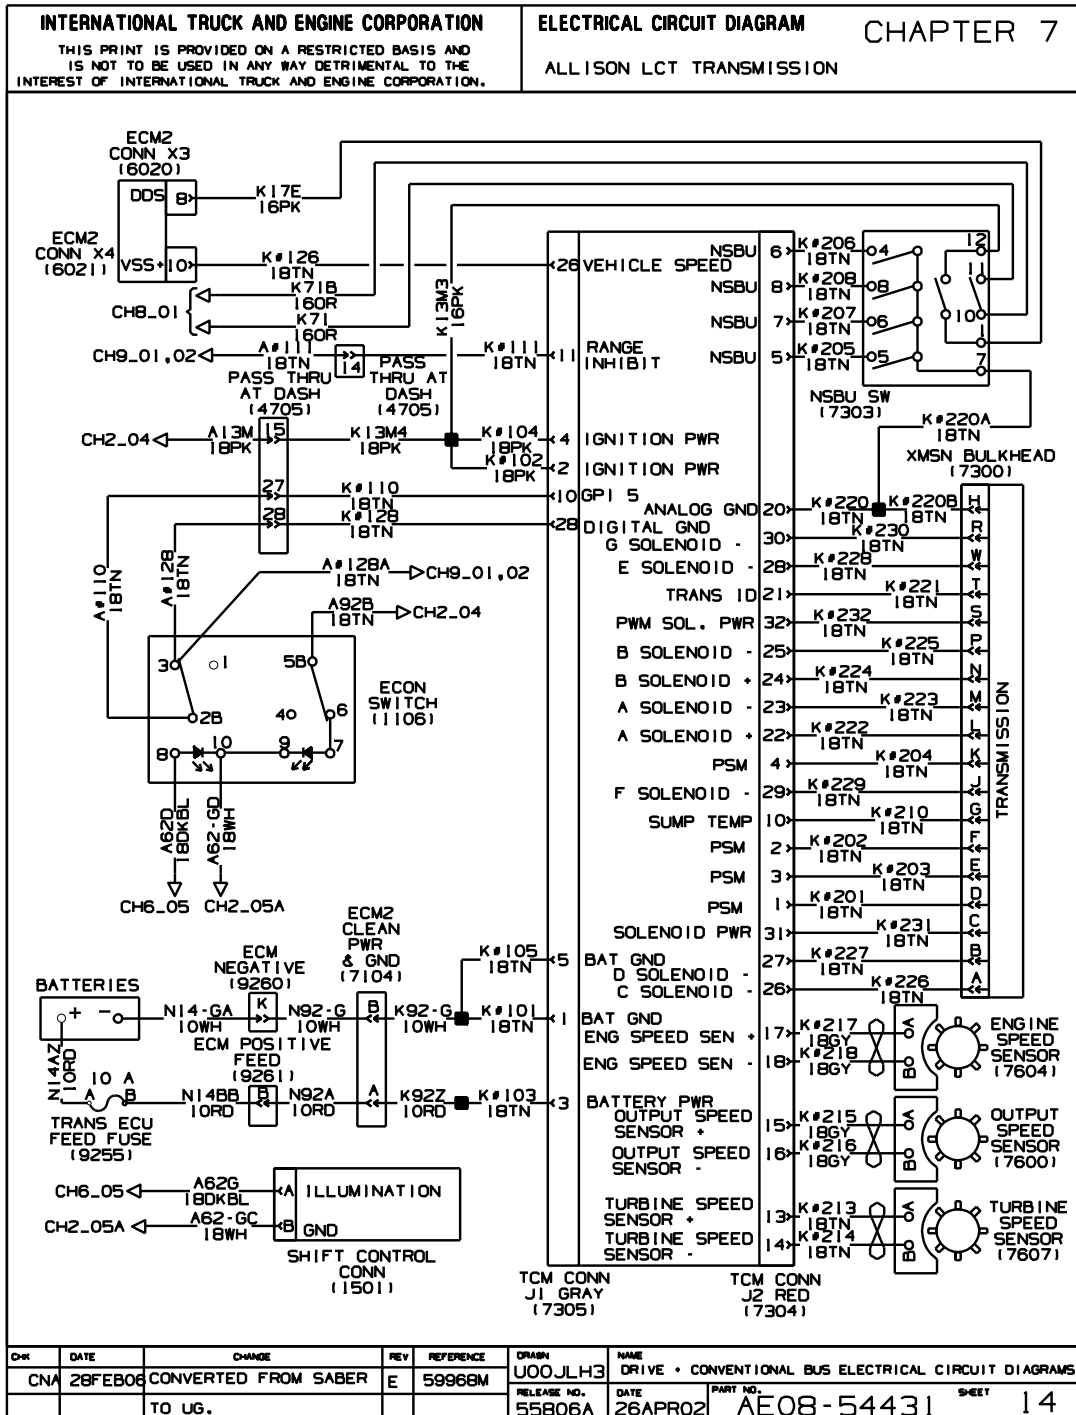 INTERNATIONAL TRUCK AND ENGINE CORPORATION
THIS PRINT IS PROVIDED ON A RESTRICTED BASIS AND
IS NOT TO BE USED IN ANY WAY DETRIMENTAL TO THE
INTEREST OF INTERNATIONAL TRUCK AND ENGINE CORPORATION.
ELECTRICAL CIRCUIT DIAGRAM
CHAPTER 7
ALLISON LCT TRANSMISSION
ECM2
CONN X3
(6020)
DDS 8
K17E
16PK
ECM2
CONN X4
(6021)
VSS+ 10
K#126
18TN
CH8_01
K71B
16OR
K71
16OR
CH9_01,02
A#111
18TN
14
PASS THRU
AT DASH
(4705)
PASS
THRU AT
DASH
(4705)
K#111
18TN
K13M3
16PK
CH2_04
A13M
18PK
15
K13M4
18PK
K#104
18PK
K#102
18PK
27
K#110
18TN
28
K#128
18TN
A#110
18TN
A#128
18TN
A#128A
18TN
CH9_01,02
A92B
18TN
CH2_04
3
1
5B
2B
4
6
8
10
9
7
ECON
SWITCH
(1106)
A62D
18DKBL
A62-GD
18WH
CH6_05
CH2_05A
ECM2
CLEAN
PWR
& GND
(7104)
ECM
NEGATIVE
(9260)
BATTERIES
+ -
N14-GA
10WH
K
N92-G
10WH
B
K92-G
10WH
K#105
18TN
K#101
18TN
ECM POSITIVE
FEED
(9261)
N14AZ
10RD
10 A
A B
TRANS ECU
FEED FUSE
(9255)
N14BB
10RD
B
N92A
10RD
A
K92Z
10RD
K#103
18TN
CH6_05
A62G
18DKBL
A ILLUMINATION
CH2_05A
A62-GC
18WH
B GND
SHIFT CONTROL
CONN
(1501)
26 VEHICLE SPEED
11 RANGE
INHIBIT
4 IGNITION PWR
2 IGNITION PWR
10 GPI 5
28 DIGITAL GND
5 BAT GND
1 BAT GND
3 BATTERY PWR
TCM CONN
J1 GRAY
(7305)
NSBU 6
K#206
18TN
4
NSBU 8
K#208
18TN
8
NSBU 7
K#207
18TN
6
NSBU 5
K#205
18TN
5
12
11
10
1
7
NSBU SW
(7303)
K#220A
18TN
XMSN BULKHEAD
(7300)
ANALOG GND 20
K#220
18TN
K#220B
18TN
H
G SOLENOID - 30
K#230
18TN
R
E SOLENOID - 28
K#228
18TN
W
TRANS ID 21
K#221
18TN
T
PWM SOL. PWR 32
K#232
18TN
S
B SOLENOID - 25
K#225
18TN
P
B SOLENOID + 24
K#224
18TN
N
A SOLENOID - 23
K#223
18TN
M
A SOLENOID + 22
K#222
18TN
L
PSM 4
K#204
18TN
K
F SOLENOID - 29
K#229
18TN
J
SUMP TEMP 10
K#210
18TN
G
PSM 2
K#202
18TN
F
PSM 3
K#203
18TN
E
PSM 1
K#201
18TN
D
SOLENOID PWR 31
K#231
18TN
C
D SOLENOID - 27
K#227
18TN
B
C SOLENOID - 26
K#226
18TN
A
TRANSMISSION
ENG SPEED SEN + 17
K#217
18GY
A
ENG SPEED SEN - 18
K#218
18GY
B
ENGINE
SPEED
SENSOR
(7604)
OUTPUT SPEED
SENSOR +
15
K#215
18GY
A
OUTPUT SPEED
SENSOR -
16
K#216
18GY
B
OUTPUT
SPEED
SENSOR
(7600)
TURBINE SPEED
SENSOR +
13
K#213
18TN
A
TURBINE SPEED
SENSOR -
14
K#214
18TN
B
TURBINE
SPEED
SENSOR
(7607)
TCM CONN
J2 RED
(7304)
CHK DATE CHANGE REV REFERENCE
CNA 28FEB06 CONVERTED FROM SABER E 59968M
TO UG.
DRAWN
U00JLH3
NAME
DRIVE + CONVENTIONAL BUS ELECTRICAL CIRCUIT DIAGRAMS
RELEASE NO.
55806A
DATE
26APR02
PART NO.
AE08-54431
SHEET
14